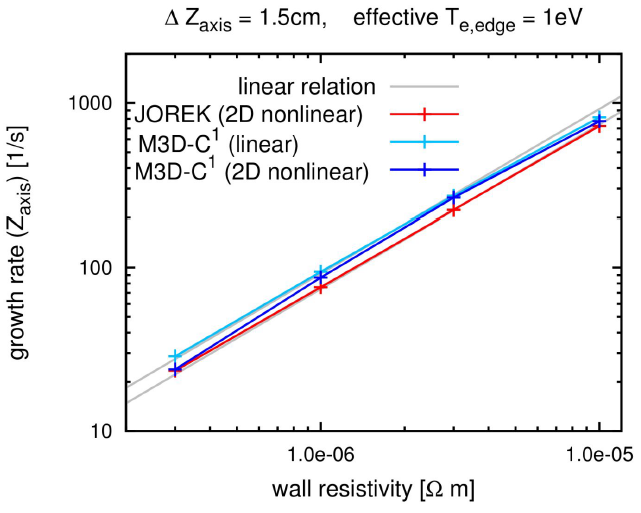 Δ Z_axis = 1.5cm, effective T_e,edge = 1eV
linear relation
JOREK (2D nonlinear)
M3D-C¹ (linear)
M3D-C¹ (2D nonlinear)
growth rate (Z_axis) [1/s]
1000
100
10
1.0e-06
1.0e-05
wall resistivity [Ω m]